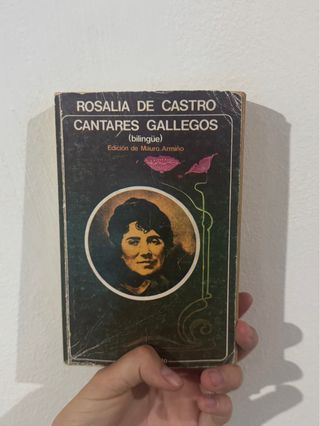 ROSALIA DE CASTRO
CANTARES GALLEGOS
(bilingüe)
Edición de Mauro Armiño